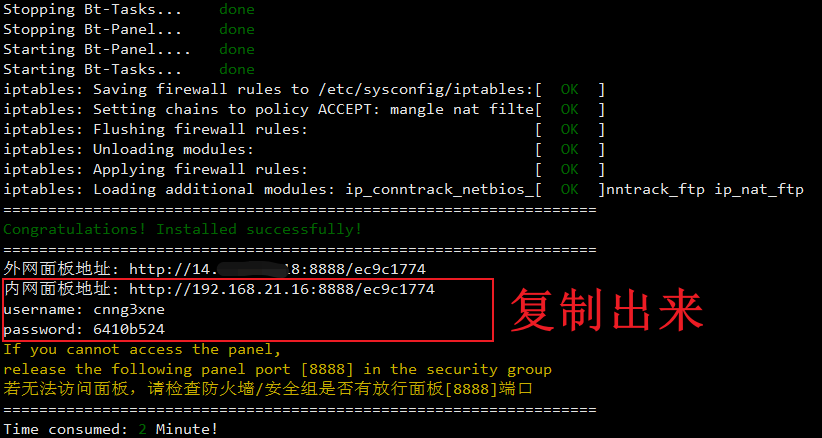 Stopping Bt-Tasks... done
Stopping Bt-Panel... done
Starting Bt-Panel.... done
Starting Bt-Tasks... done
iptables: Saving firewall rules to /etc/sysconfig/iptables:[ OK ]
iptables: Setting chains to policy ACCEPT: mangle nat filte[ OK ]
iptables: Flushing firewall rules: [ OK ]
iptables: Unloading modules: [ OK ]
iptables: Applying firewall rules: [ OK ]
iptables: Loading additional modules: ip_conntrack_netbios_[ OK ]nntrack_ftp ip_nat_ftp
==================================================================
Congratulations! Installed successfully!
==================================================================
外网面板地址: http://14. 8:8888/ec9c1774
内网面板地址: http://192.168.21.16:8888/ec9c1774
username: cnng3xne
password: 6410b524
复制出来
If you cannot access the panel,
release the following panel port [8888] in the security group
若无法访问面板，请检查防火墙/安全组是否有放行面板[8888]端口
==================================================================
Time consumed: 2 Minute!